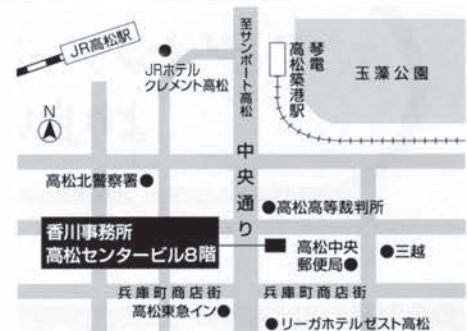 JR高松駅
JRホテル
クレメント高松
至サンポート高松
琴電
高松築港駅
玉藻公園
N
中央通り
高松北警察署
高松高等裁判所
香川事務所
高松センタービル8階
高松中央
郵便局
三越
兵庫町商店街
兵庫町商店街
高松東急イン
リーガホテルゼスト高松